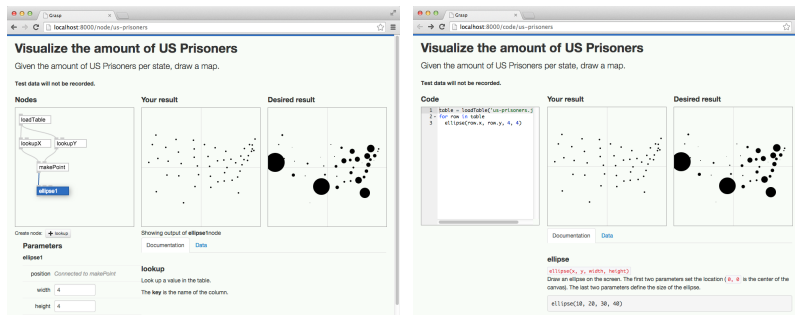 Grasp
localhost:8000/node/us-prisoners
Visualize the amount of US Prisoners
Given the amount of US Prisoners per state, draw a map.
Test data will not be recorded.
Nodes
Your result
Desired result
loadTable
lookupX
lookupY
makePoint
ellipse1
Create node: + lookup
Showing output of ellipse1node
Parameters
Documentation
Data
ellipse1
position Connected to makePoint
width 4
height 4
lookup
Look up a value in the table.
The key is the name of the column.
Grasp
localhost:8000/code/us-prisoners
Visualize the amount of US Prisoners
Given the amount of US Prisoners per state, draw a map.
Test data will not be recorded.
Code
Your result
Desired result
1 table = loadTable('us-prisoners.j
2 for row in table
3 ellipse(row.x, row.y, 4, 4)
Documentation
Data
ellipse
ellipse(x, y, width, height)
Draw an ellipse on the screen. The first two parameters set the location (0, 0 is the center of the
canvas). The last two parameters define the size of the ellipse.
ellipse(10, 20, 30, 40)